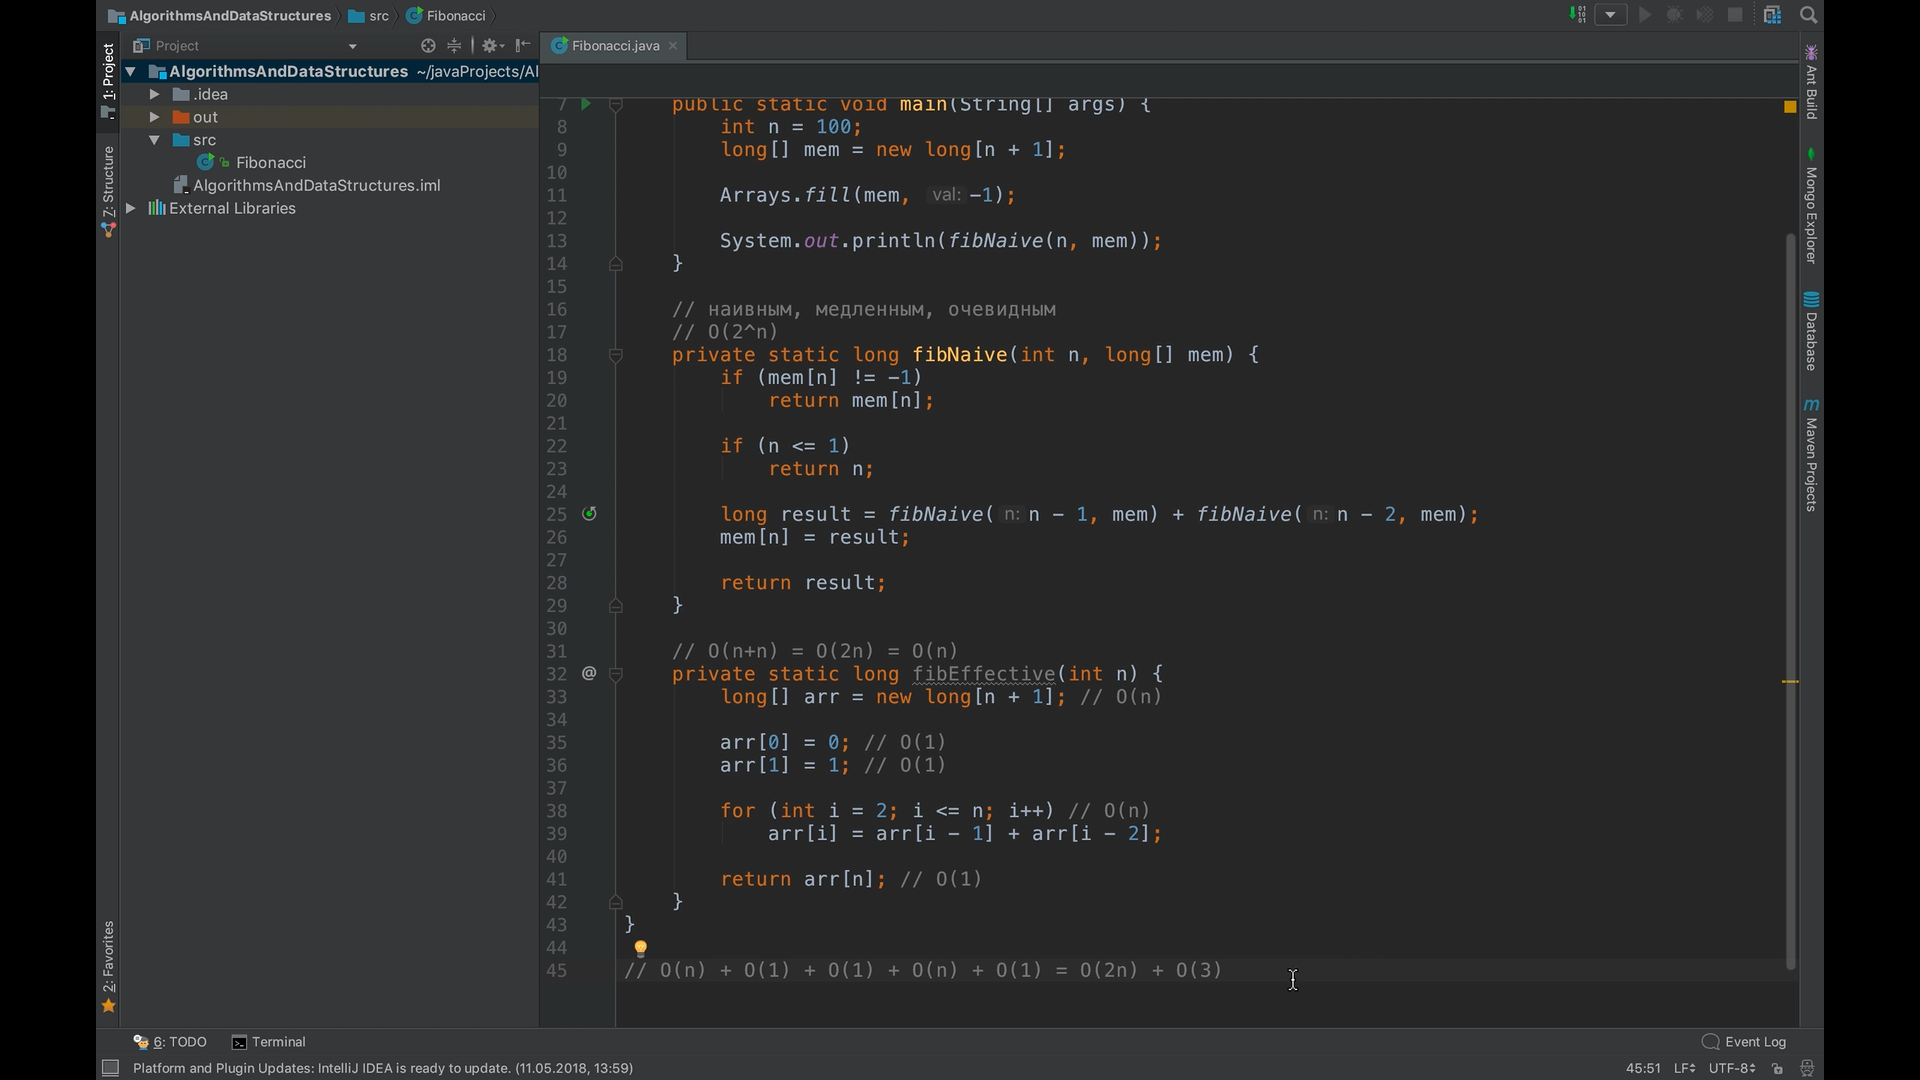 AlgorithmsAndDataStructures src Fibonacci
Project
Fibonacci.java
1: Project
Z: Structure
2: Favorites
AlgorithmsAndDataStructures ~/javaProjects/Al
.idea
out
src
Fibonacci
AlgorithmsAndDataStructures.iml
External Libraries
7 public static void main(String[] args) {
8 int n = 100;
9 long[] mem = new long[n + 1];
10
11 Arrays.fill(mem, val: -1);
12
13 System.out.println(fibNaive(n, mem));
14 }
15
16 // наивным, медленным, очевидным
17 // O(2^n)
18 private static long fibNaive(int n, long[] mem) {
19 if (mem[n] != -1)
20 return mem[n];
21
22 if (n <= 1)
23 return n;
24
25 long result = fibNaive( n: n - 1, mem) + fibNaive( n: n - 2, mem);
26 mem[n] = result;
27
28 return result;
29 }
30
31 // O(n+n) = O(2n) = O(n)
32 @ private static long fibEffective(int n) {
33 long[] arr = new long[n + 1]; // O(n)
34
35 arr[0] = 0; // O(1)
36 arr[1] = 1; // O(1)
37
38 for (int i = 2; i <= n; i++) // O(n)
39 arr[i] = arr[i - 1] + arr[i - 2];
40
41 return arr[n]; // O(1)
42 }
43 }
44
45 // O(n) + O(1) + O(1) + O(n) + O(1) = O(2n) + O(3)
Ant Build
Mongo Explorer
Database
m Maven Projects
6: TODO Terminal
Event Log
Platform and Plugin Updates: IntelliJ IDEA is ready to update. (11.05.2018, 13:59)
45:51 LF UTF-8